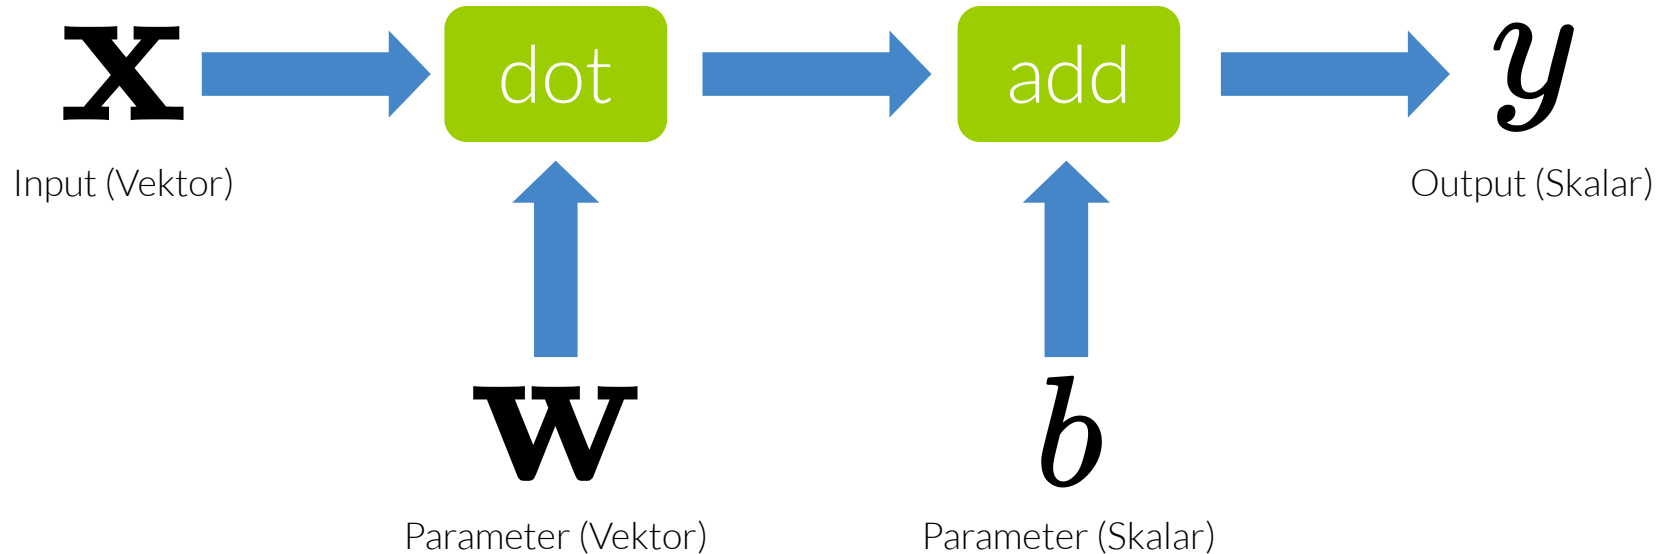 x
dot
add
y
Input (Vektor)
Output (Skalar)
w
b
Parameter (Vektor)
Parameter (Skalar)